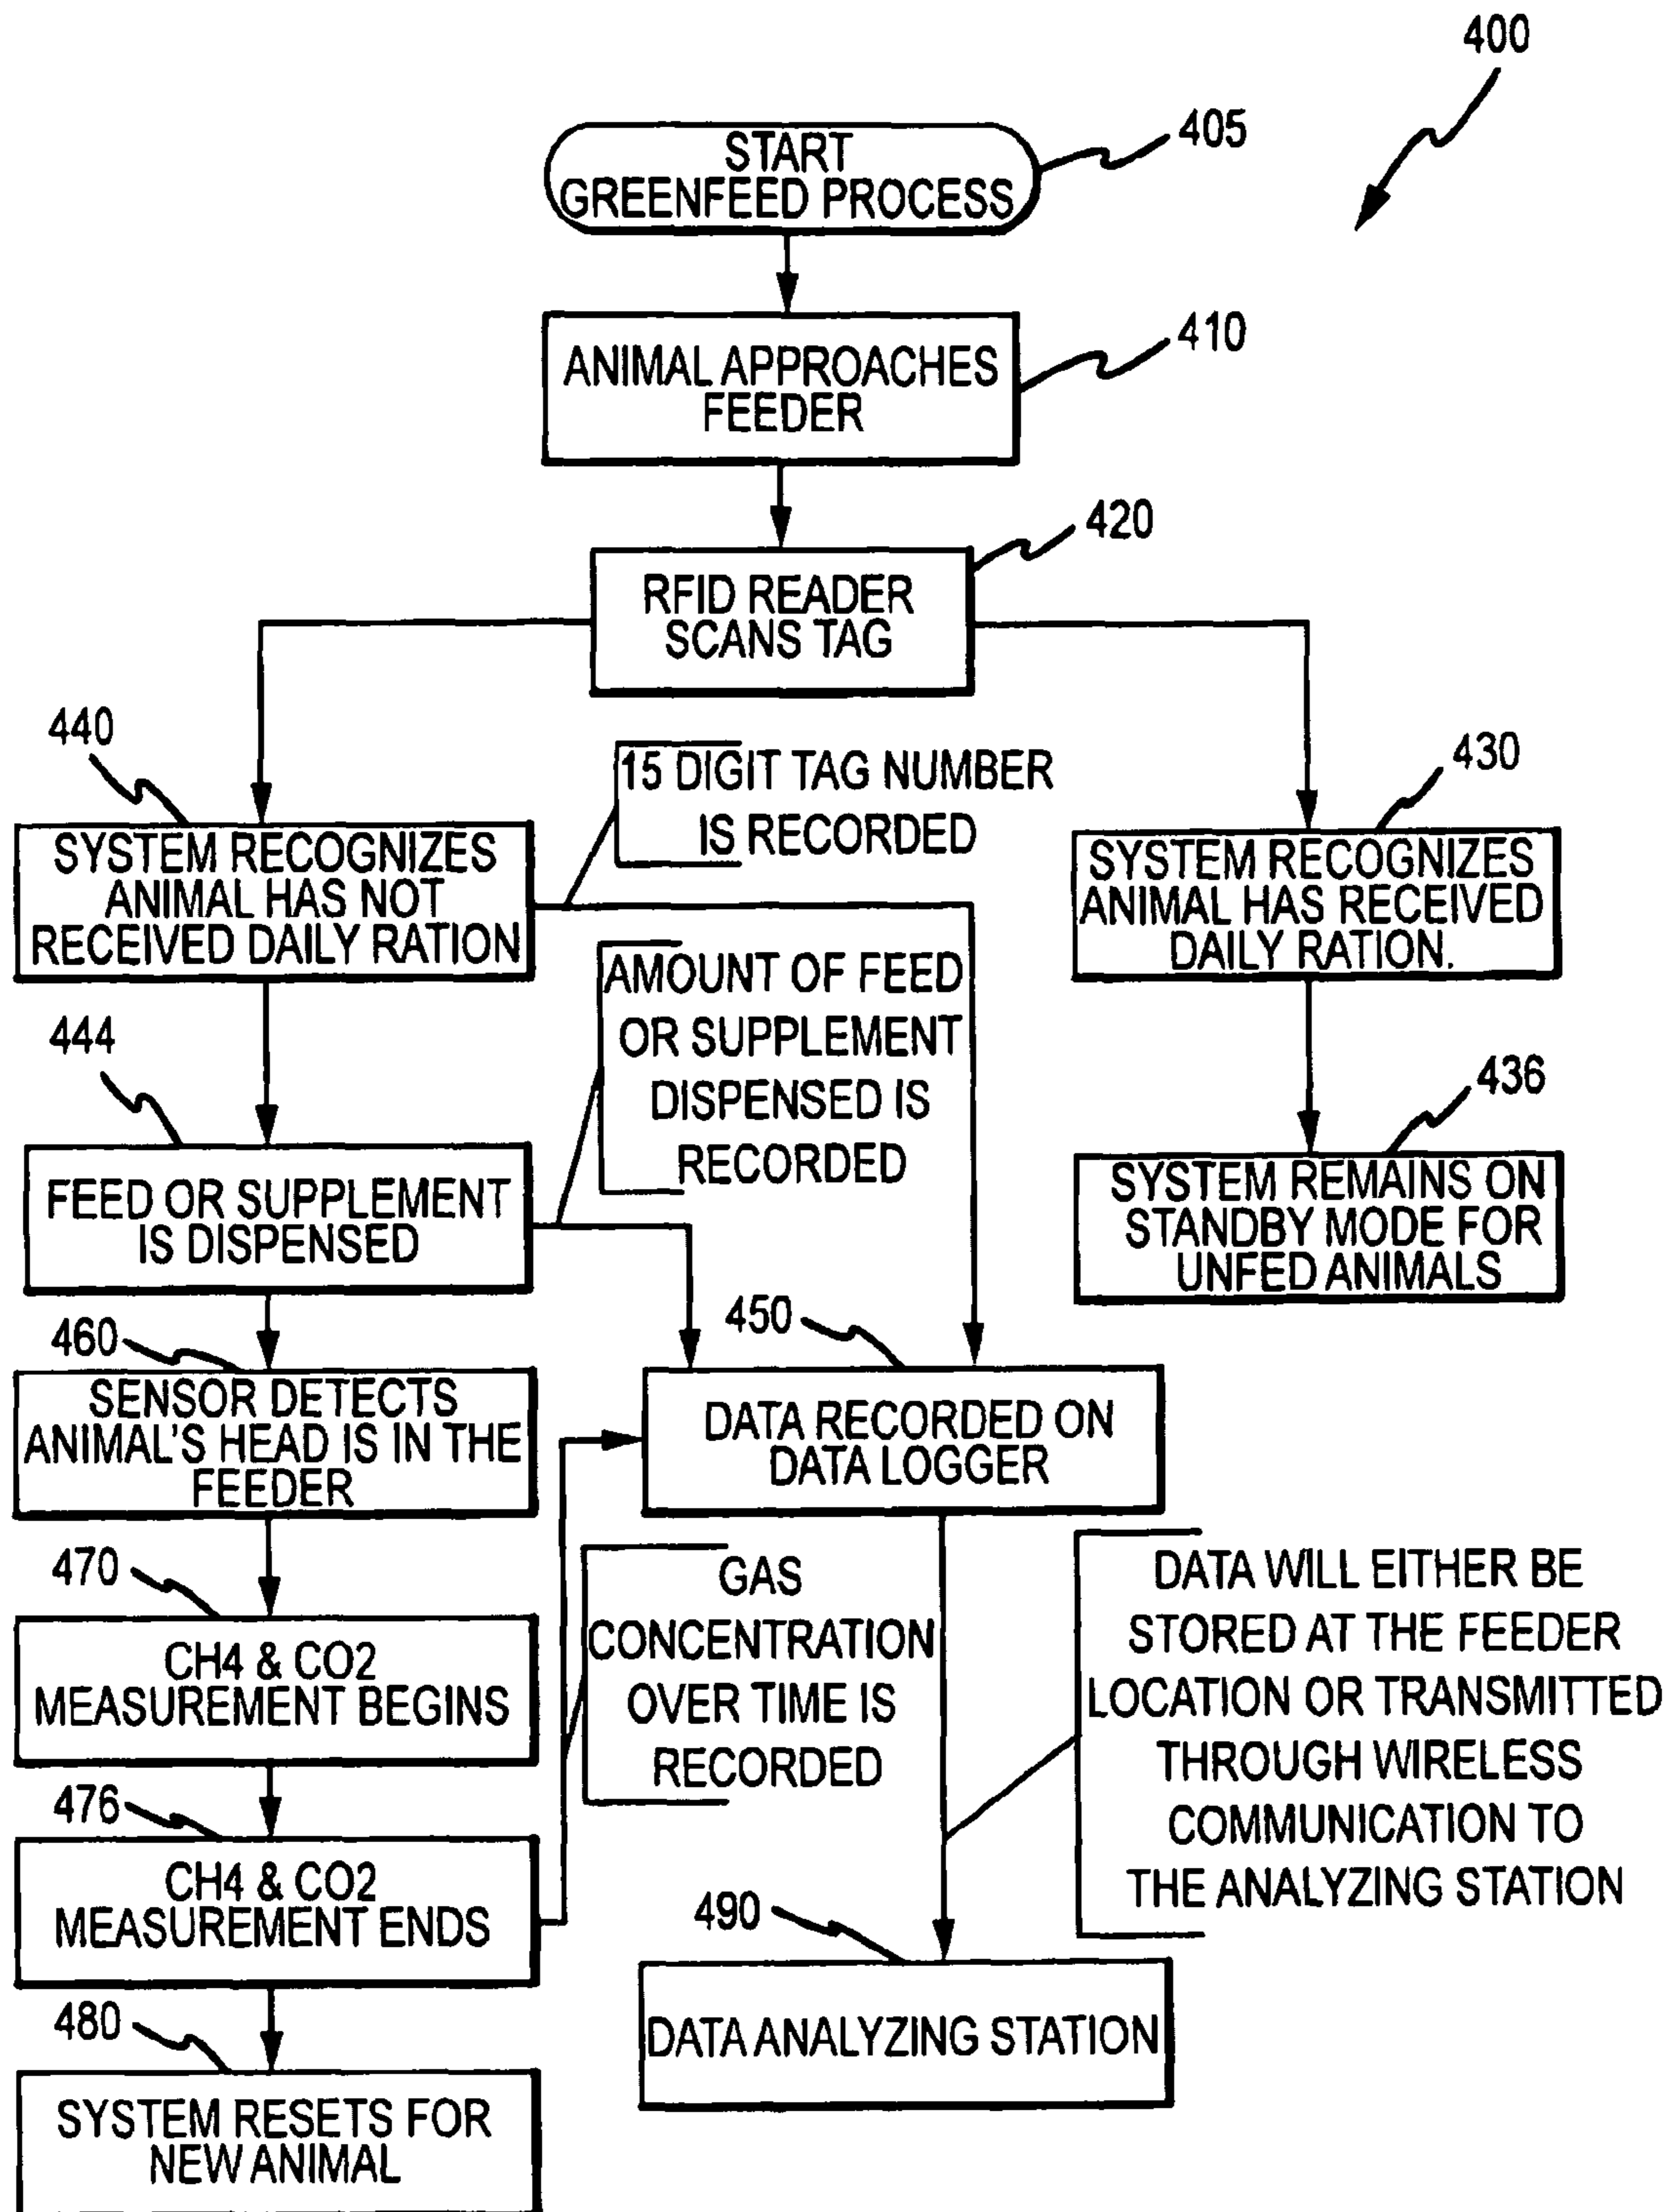 400
405
START
GREENFEED PROCESS
410
ANIMAL APPROACHES
FEEDER
420
RFID READER
SCANS TAG
440
15 DIGIT TAG NUMBER
IS RECORDED
430
SYSTEM RECOGNIZES
ANIMAL HAS NOT
RECEIVED DAILY RATION
SYSTEM RECOGNIZES
ANIMAL HAS RECEIVED
DAILY RATION.
AMOUNT OF FEED
OR SUPPLEMENT
DISPENSED IS
RECORDED
444
436
FEED OR SUPPLEMENT
IS DISPENSED
SYSTEM REMAINS ON
STANDBY MODE FOR
UNFED ANIMALS
460
450
SENSOR DETECTS
ANIMAL'S HEAD IS IN THE
FEEDER
DATA RECORDED ON
DATA LOGGER
470
GAS
CONCENTRATION
OVER TIME IS
RECORDED
DATA WILL EITHER BE
STORED AT THE FEEDER
LOCATION OR TRANSMITTED
THROUGH WIRELESS
COMMUNICATION TO
THE ANALYZING STATION
CH4 & CO2
MEASUREMENT BEGINS
476
CH4 & CO2
MEASUREMENT ENDS
490
480
DATA ANALYZING STATION
SYSTEM RESETS FOR
NEW ANIMAL